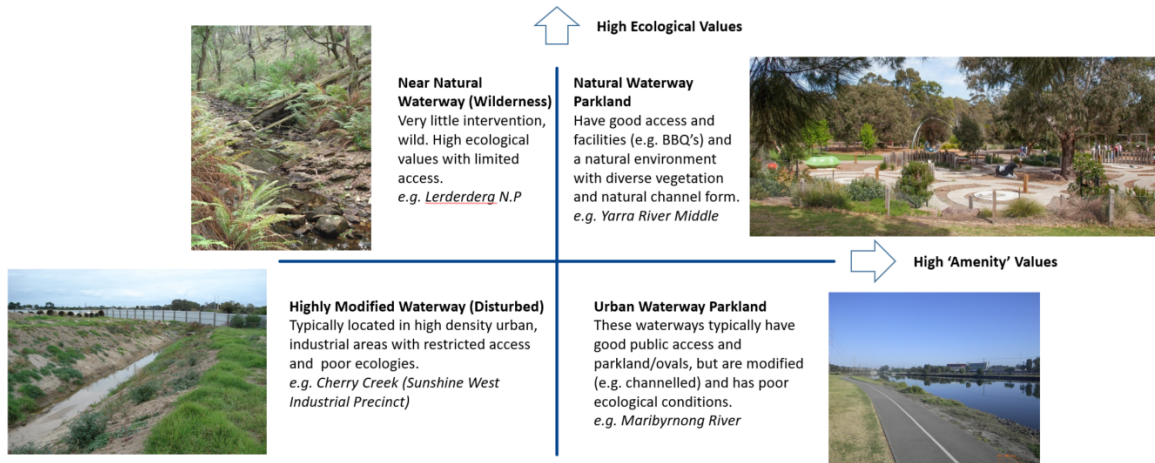 High Ecological Values
Near Natural
Waterway (Wilderness)
Very little intervention,
wild. High ecological
values with limited
access.
e.g. Lerderderg N.P
Natural Waterway
Parkland
Have good access and
facilities (e.g. BBQ's) and
a natural environment
with diverse vegetation
and natural channel form.
e.g. Yarra River Middle
High 'Amenity' Values
Highly Modified Waterway (Disturbed)
Typically located in high density urban,
industrial areas with restricted access
and poor ecologies.
e.g. Cherry Creek (Sunshine West
Industrial Precinct)
Urban Waterway Parkland
These waterways typically have
good public access and
parkland/ovals, but are modified
(e.g. channelled) and has poor
ecological conditions.
e.g. Maribyrnong River